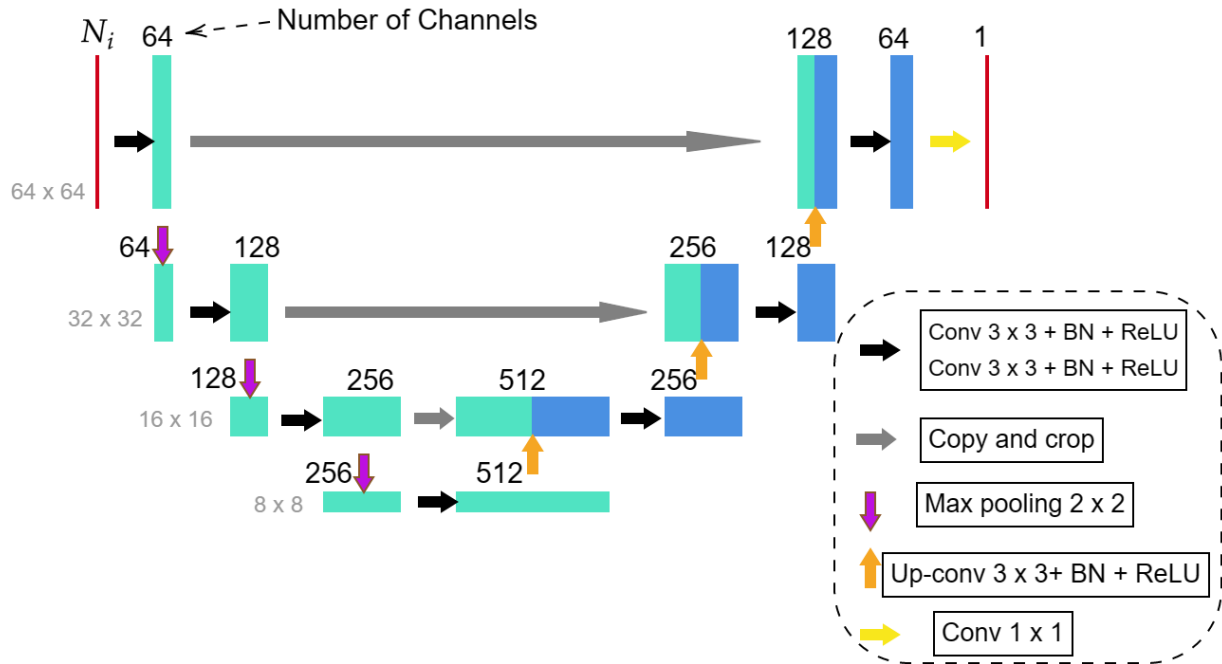 Number of Channels
N_i
64
128
64
1
64 x 64
64
128
256
128
32 x 32
128
256
512
256
16 x 16
256
512
8 x 8
Conv 3 x 3 + BN + ReLU
Conv 3 x 3 + BN + ReLU
Copy and crop
Max pooling 2 x 2
Up-conv 3 x 3+ BN + ReLU
Conv 1 x 1